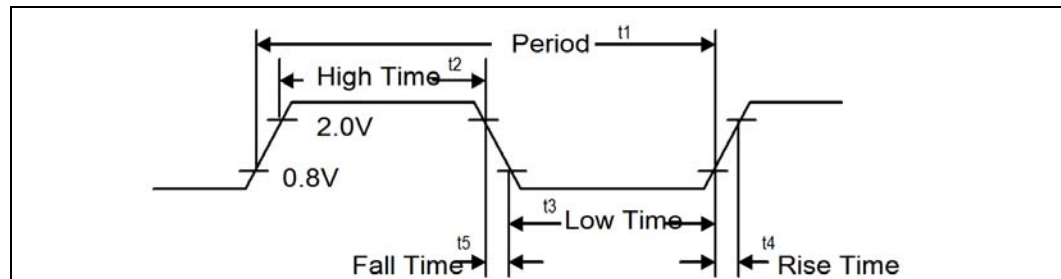 Period t1
High Time t2
2.0V
0.8V
t3 Low Time
Fall Time t5
t4 Rise Time